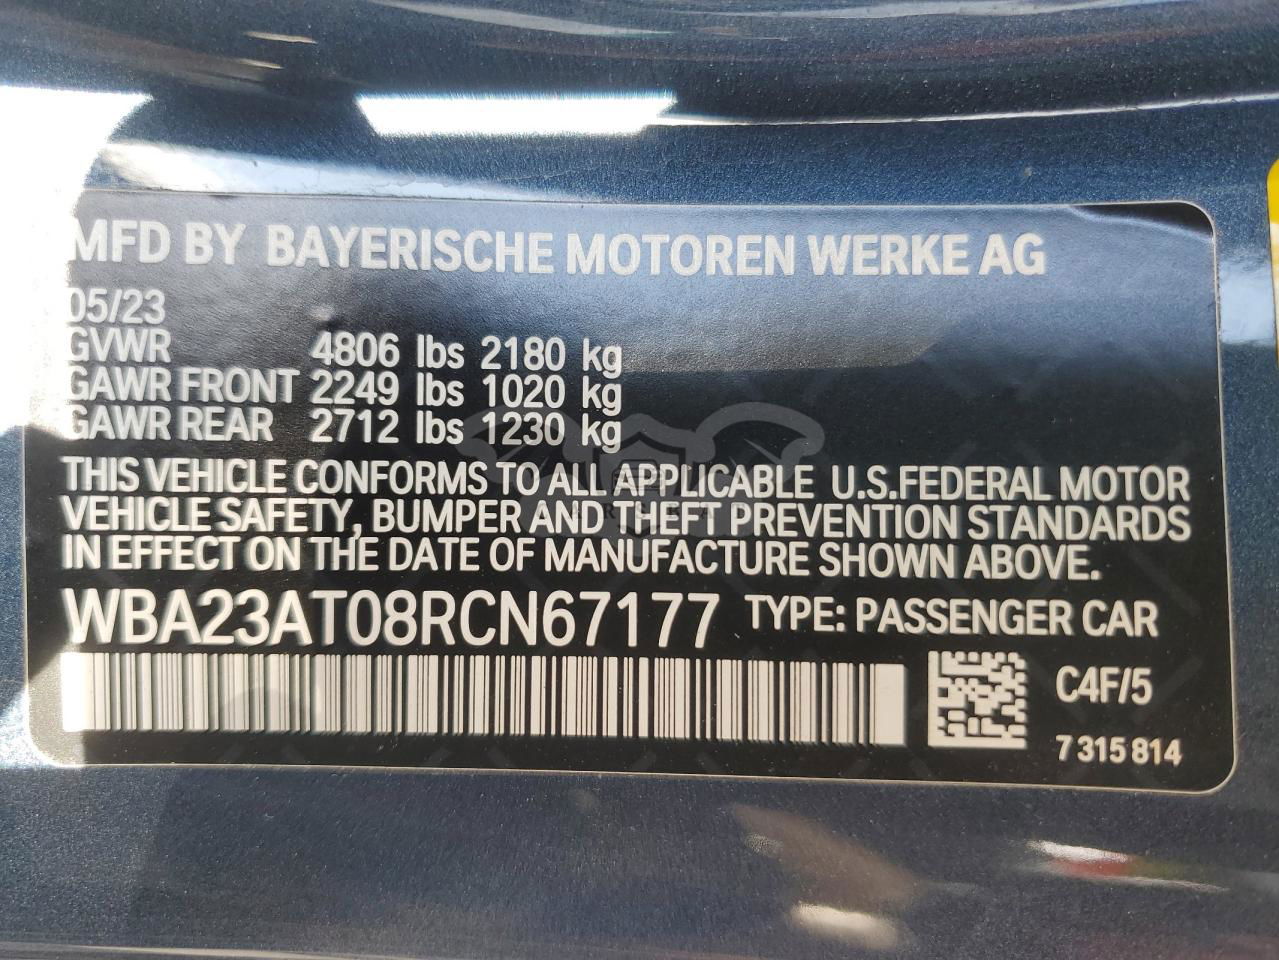 MFD BY BAYERISCHE MOTOREN WERKE AG
05/23
GVWR 4806 lbs 2180 kg
GAWR FRONT 2249 lbs 1020 kg
GAWR REAR 2712 lbs 1230 kg
THIS VEHICLE CONFORMS TO ALL APPLICABLE U.S.FEDERAL MOTOR
VEHICLE SAFETY, BUMPER AND THEFT PREVENTION STANDARDS
IN EFFECT ON THE DATE OF MANUFACTURE SHOWN ABOVE.
WBA23AT08RCN67177 TYPE: PASSENGER CAR
C4F/5
7 315 814